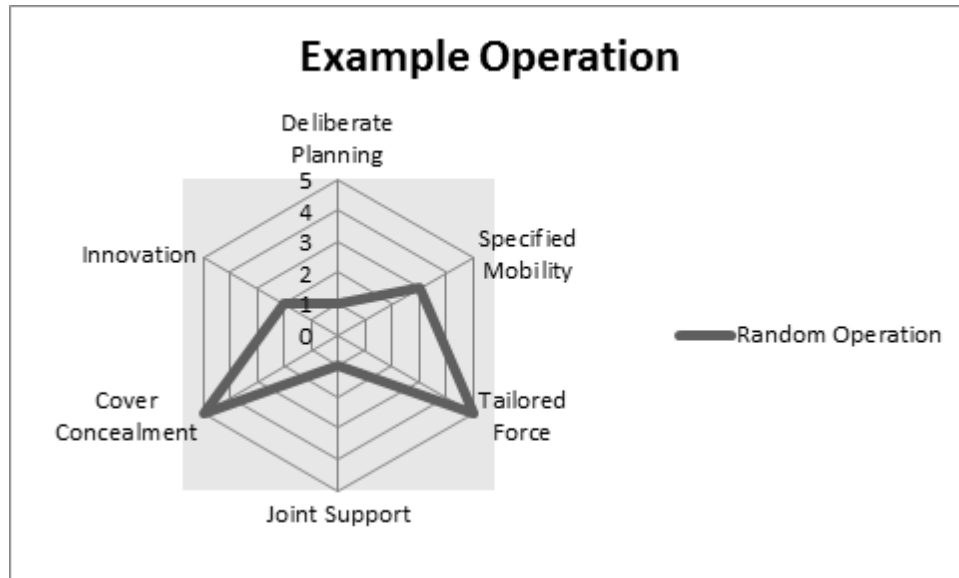 Example Operation
Deliberate
Planning
5
4
3
2
1
0
Specified
Mobility
Tailored
Force
Joint Support
Cover
Concealment
Innovation
Random Operation